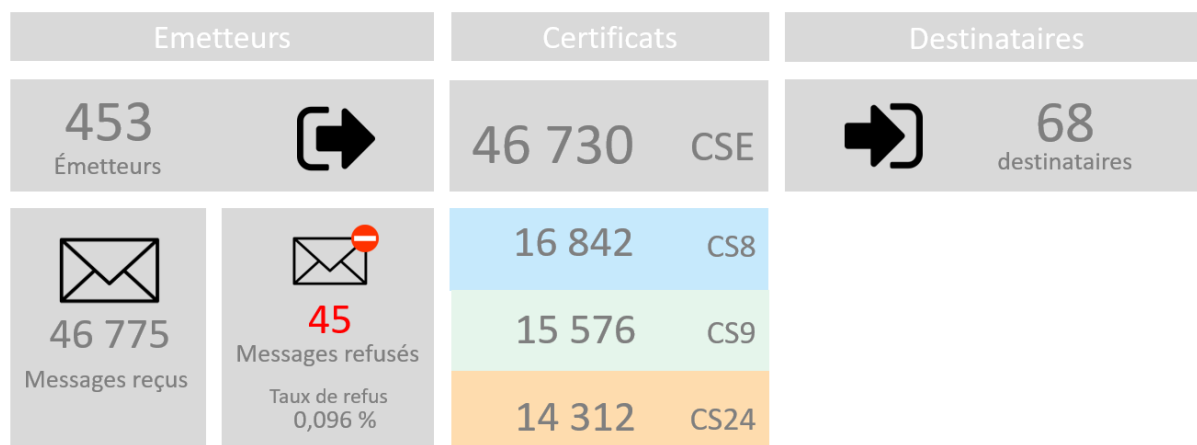 Emetteurs
453
Émetteurs
46 775
Messages reçus
45
Messages refusés
Taux de refus
0,096 %
Certificats
46 730 CSE
16 842 CS8
15 576 CS9
14 312 CS24
Destinataires
68
destinataires